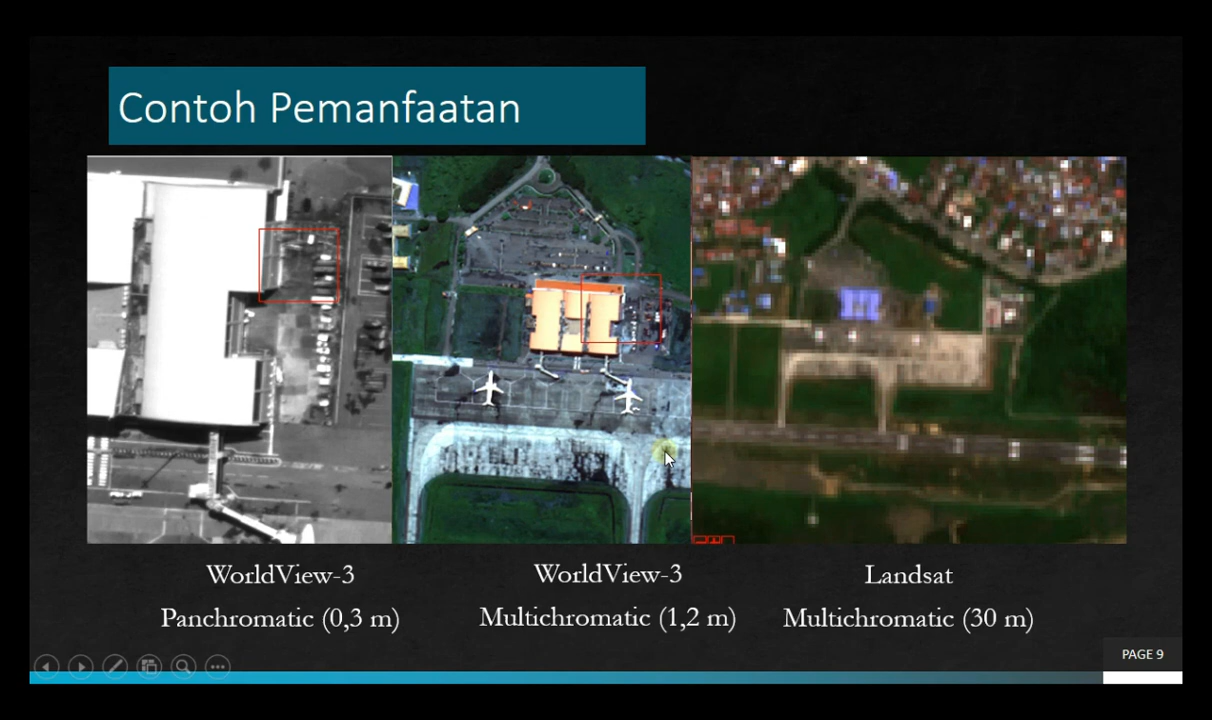 Contoh Pemanfaatan
WorldView-3
Panchromatic (0,3 m)
WorldView-3
Multichromatic (1,2 m)
Landsat
Multichromatic (30 m)
PAGE 9